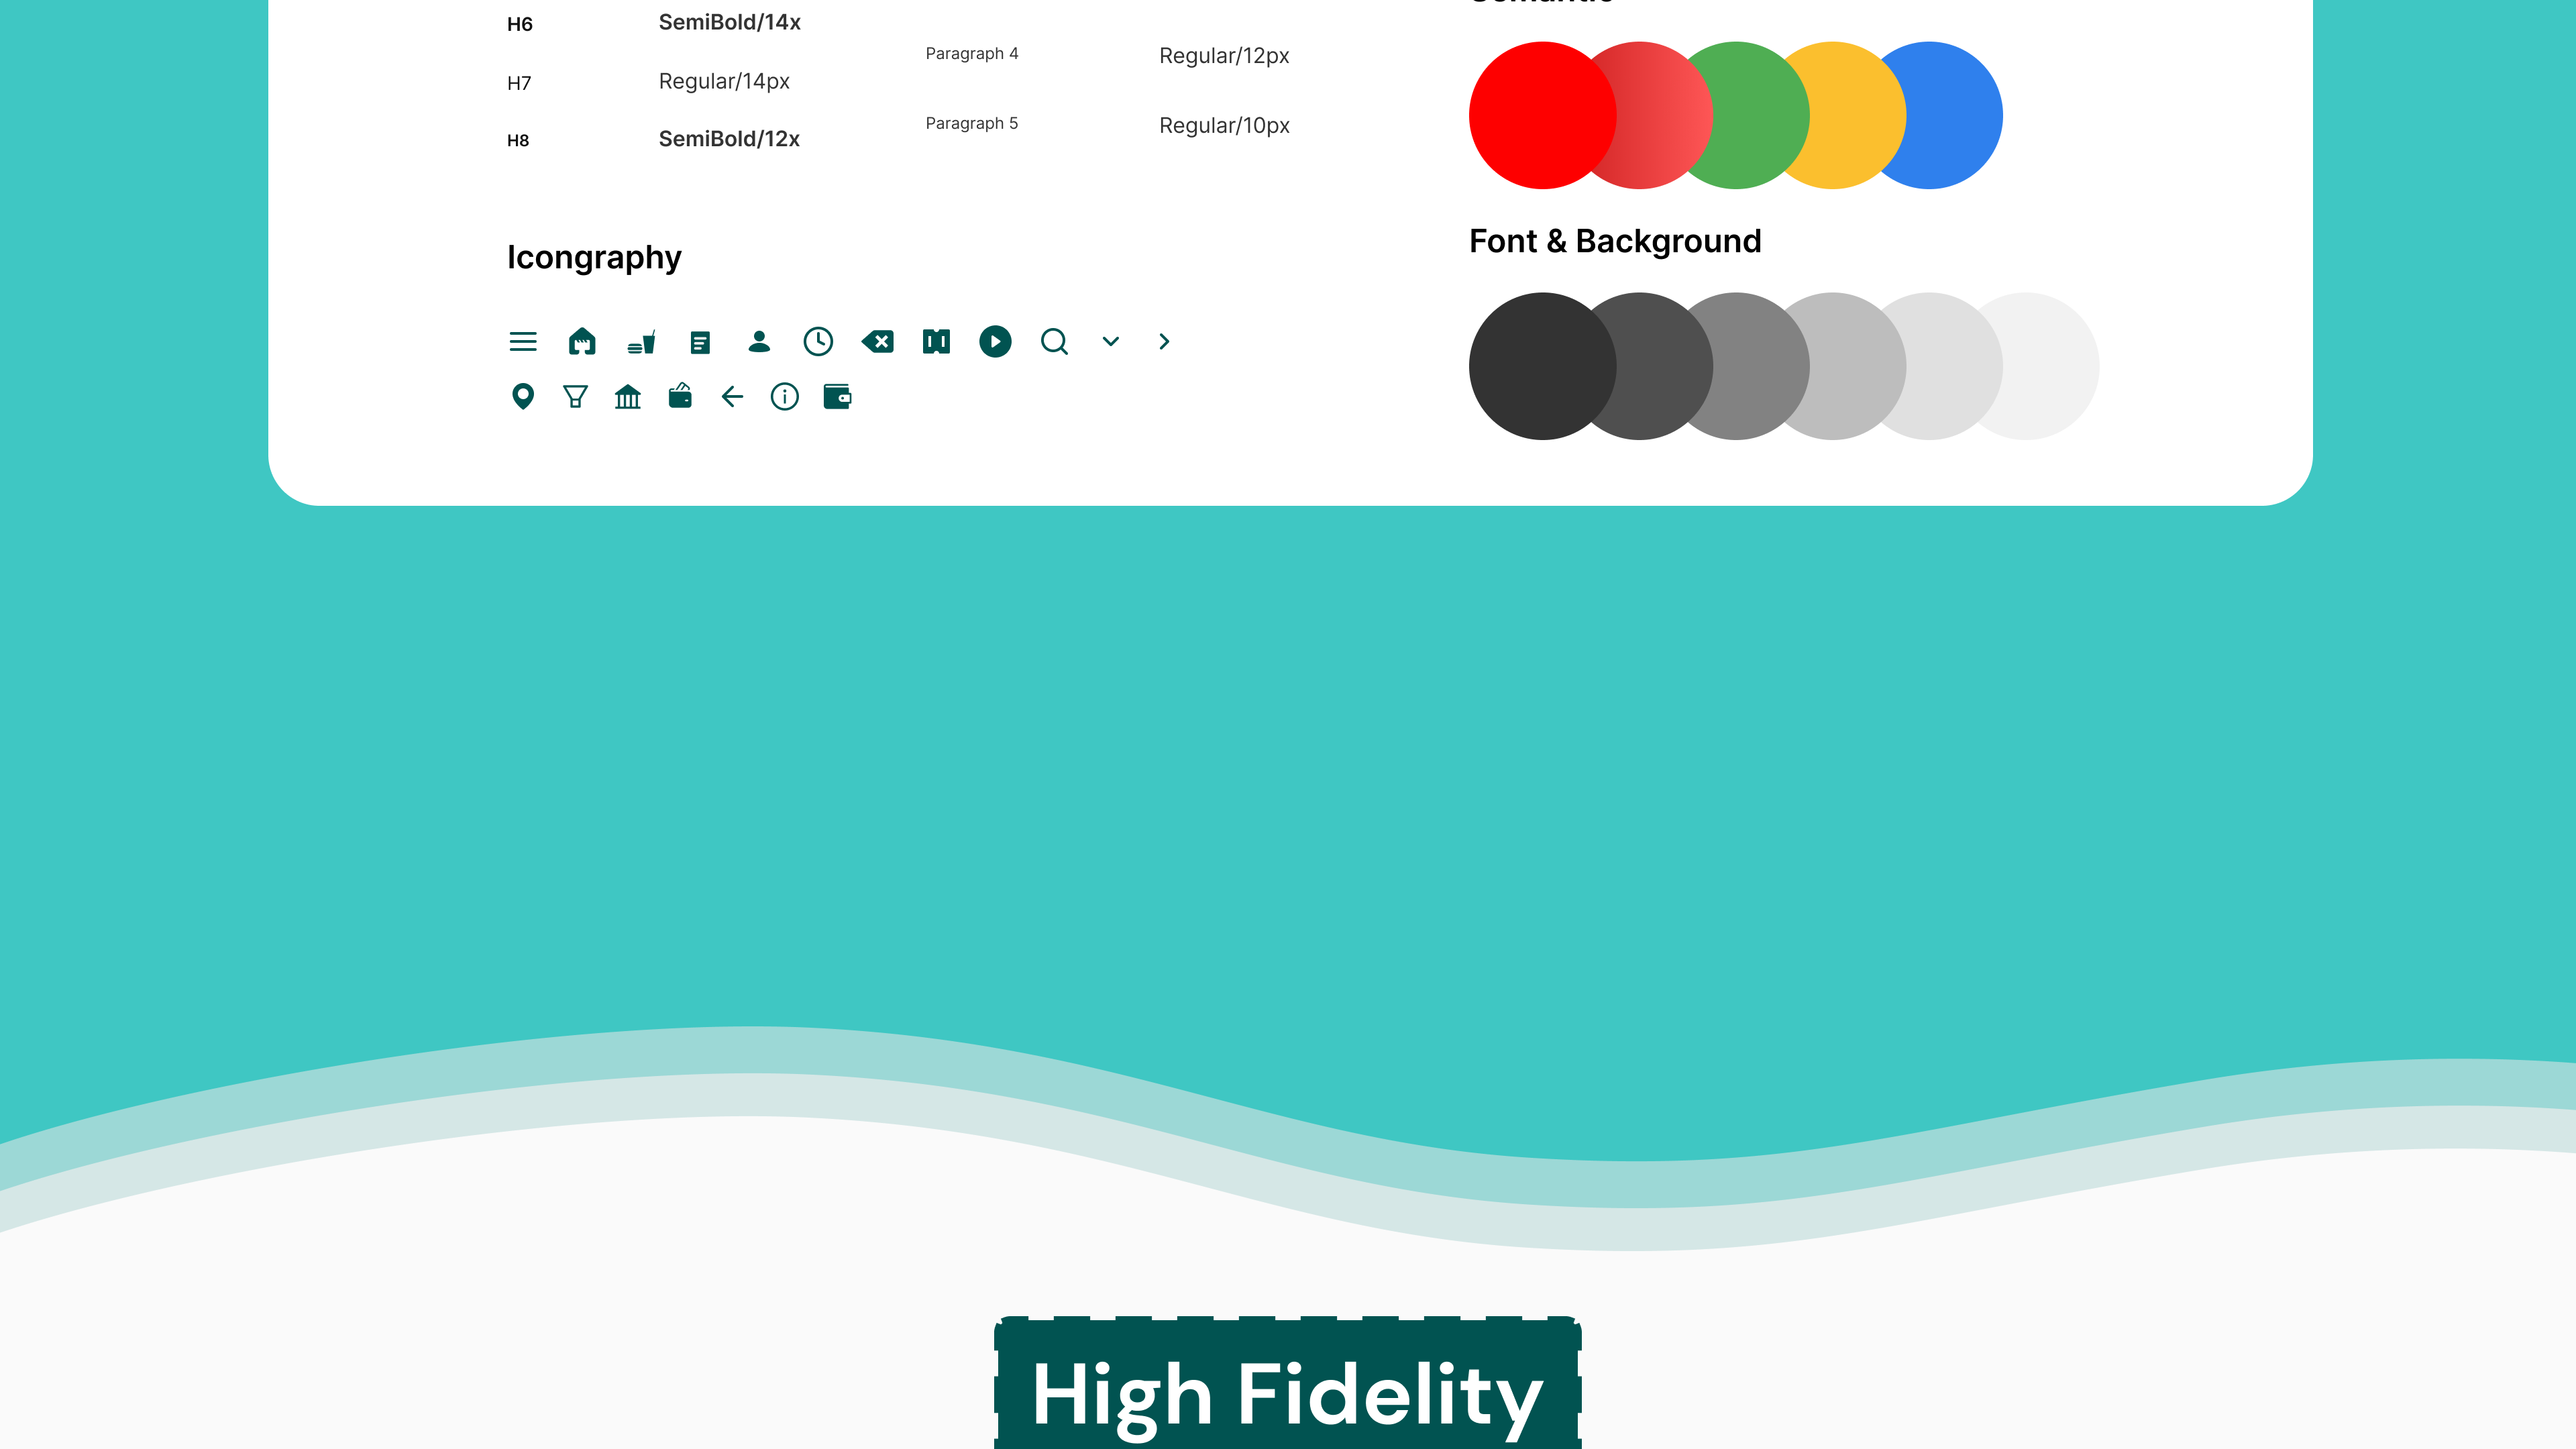 H6 SemiBold/14x
H7 Regular/14px
H8 SemiBold/12x
Paragraph 4 Regular/12px
Paragraph 5 Regular/10px
Icongraphy
Font & Background
High Fidelity